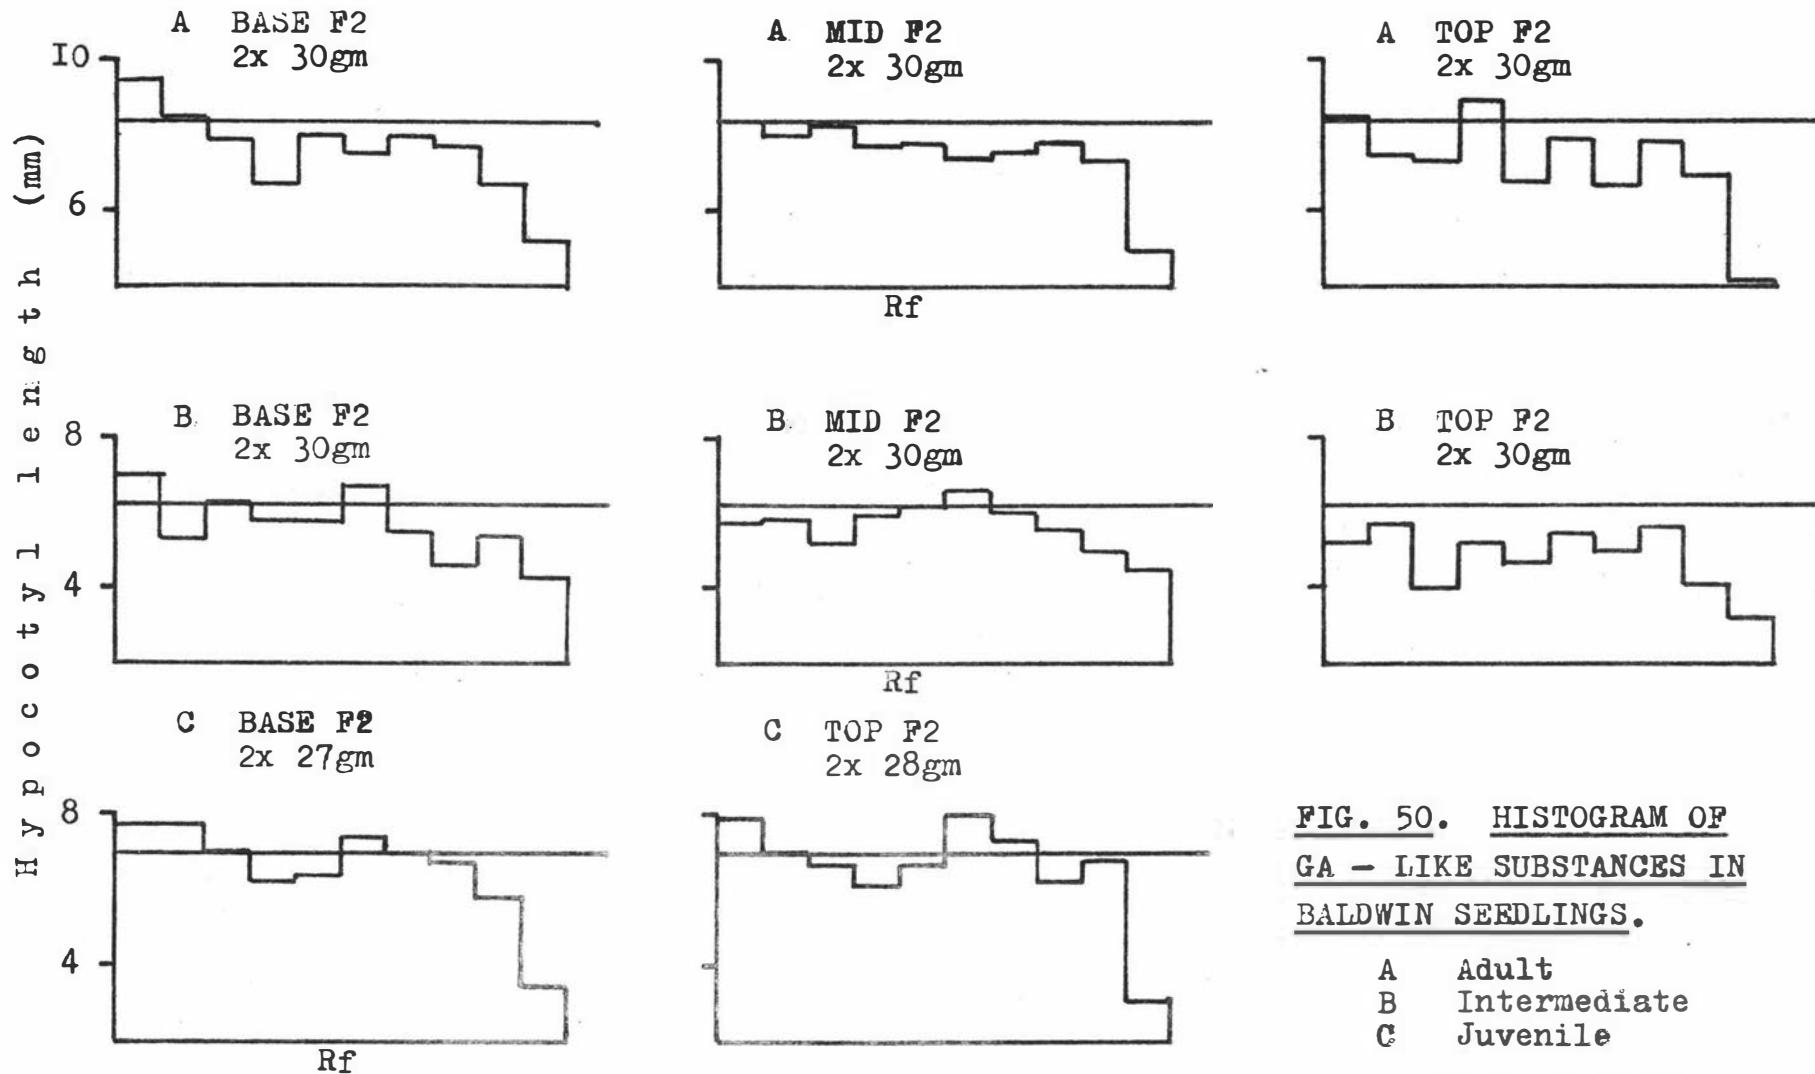 A BASE F2
2x 30gm
A MID F2
2x 30gm
A TOP F2
2x 30gm
Hypocotyl length (mm)
I0
6
Rf
B BASE F2
2x 30gm
B MID F2
2x 30gm
B TOP F2
2x 30gm
8
4
Rf
C BASE F2
2x 27gm
C TOP F2
2x 28gm
8
4
Rf
FIG. 50. HISTOGRAM OF
GA - LIKE SUBSTANCES IN
BALDWIN SEEDLINGS.
A Adult
B Intermediate
C Juvenile